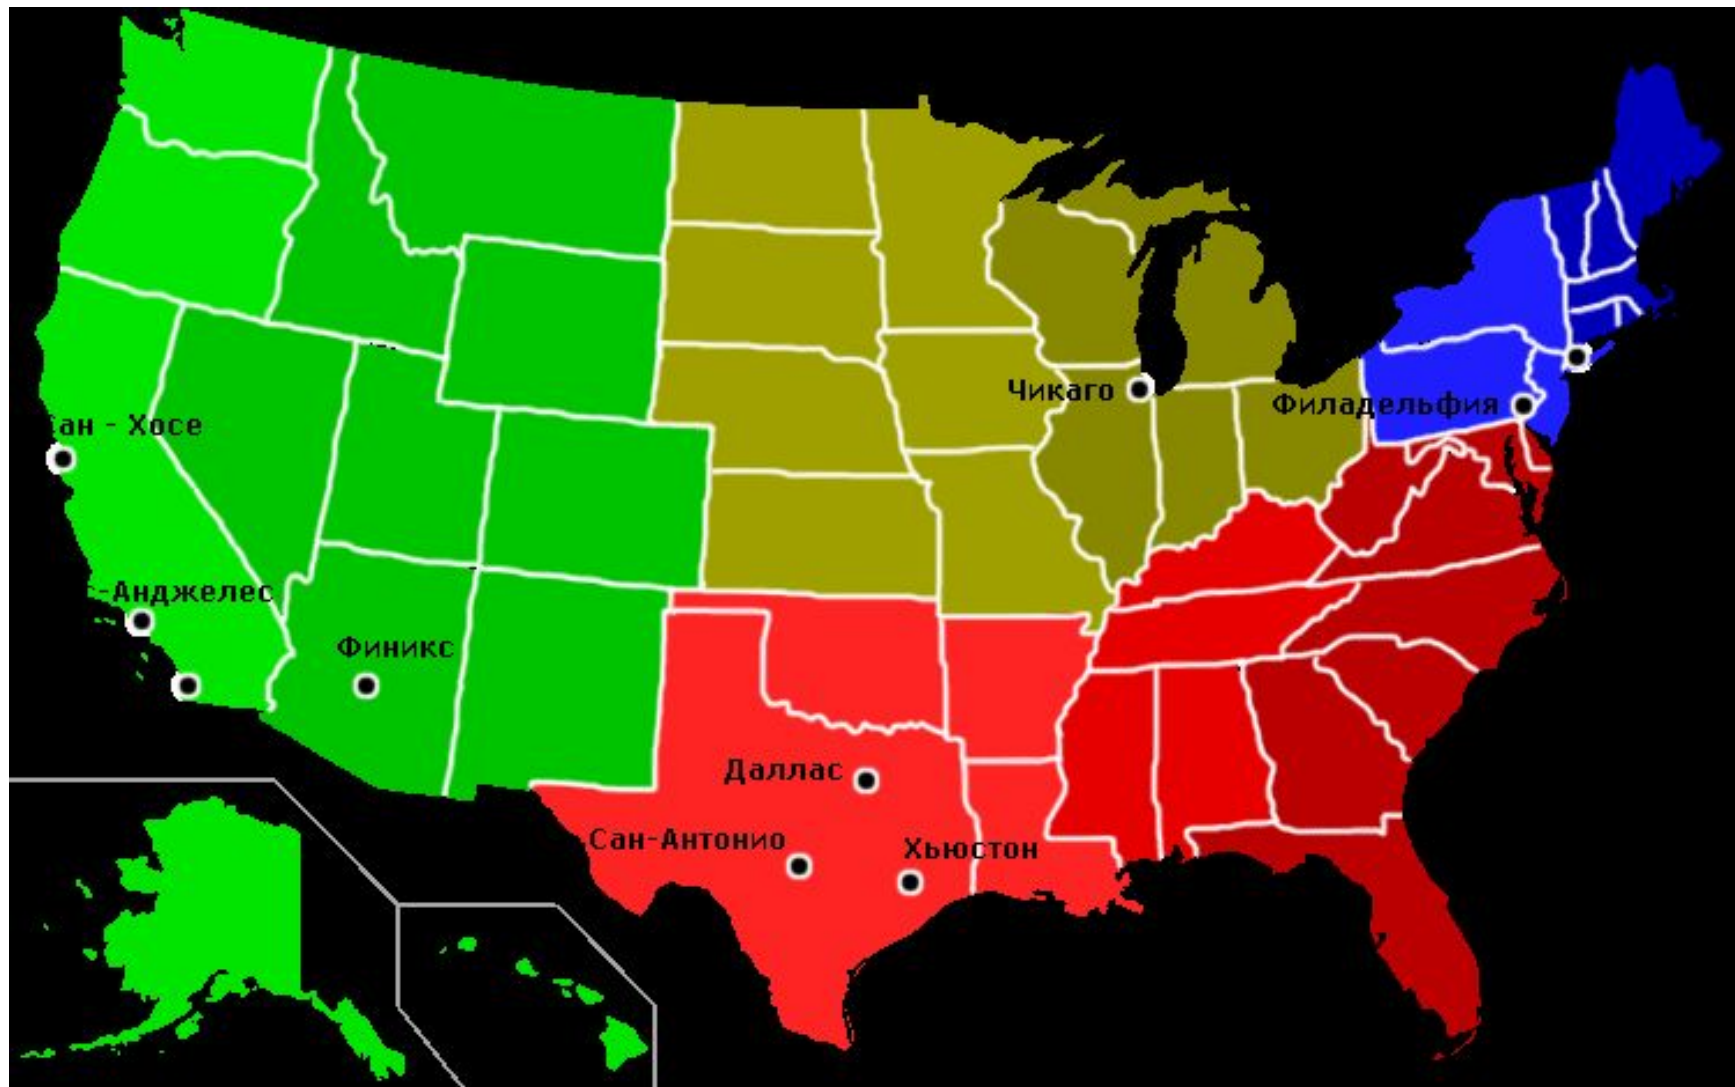 Чикаго
Филадельфия
ан - Хосе
-Анджелес
Финикс
Даллас
Сан-Антонио
Хьюстон